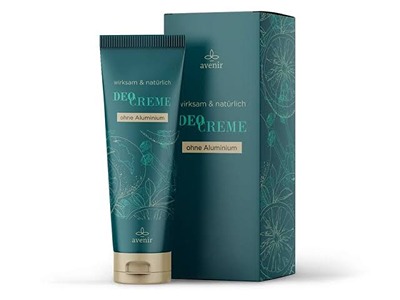 wirksam & natürlich
DEO
CREME
ohne Aluminium
avenir
avenir
wirksam & natürlich
DEO
CREME
ohne Aluminium